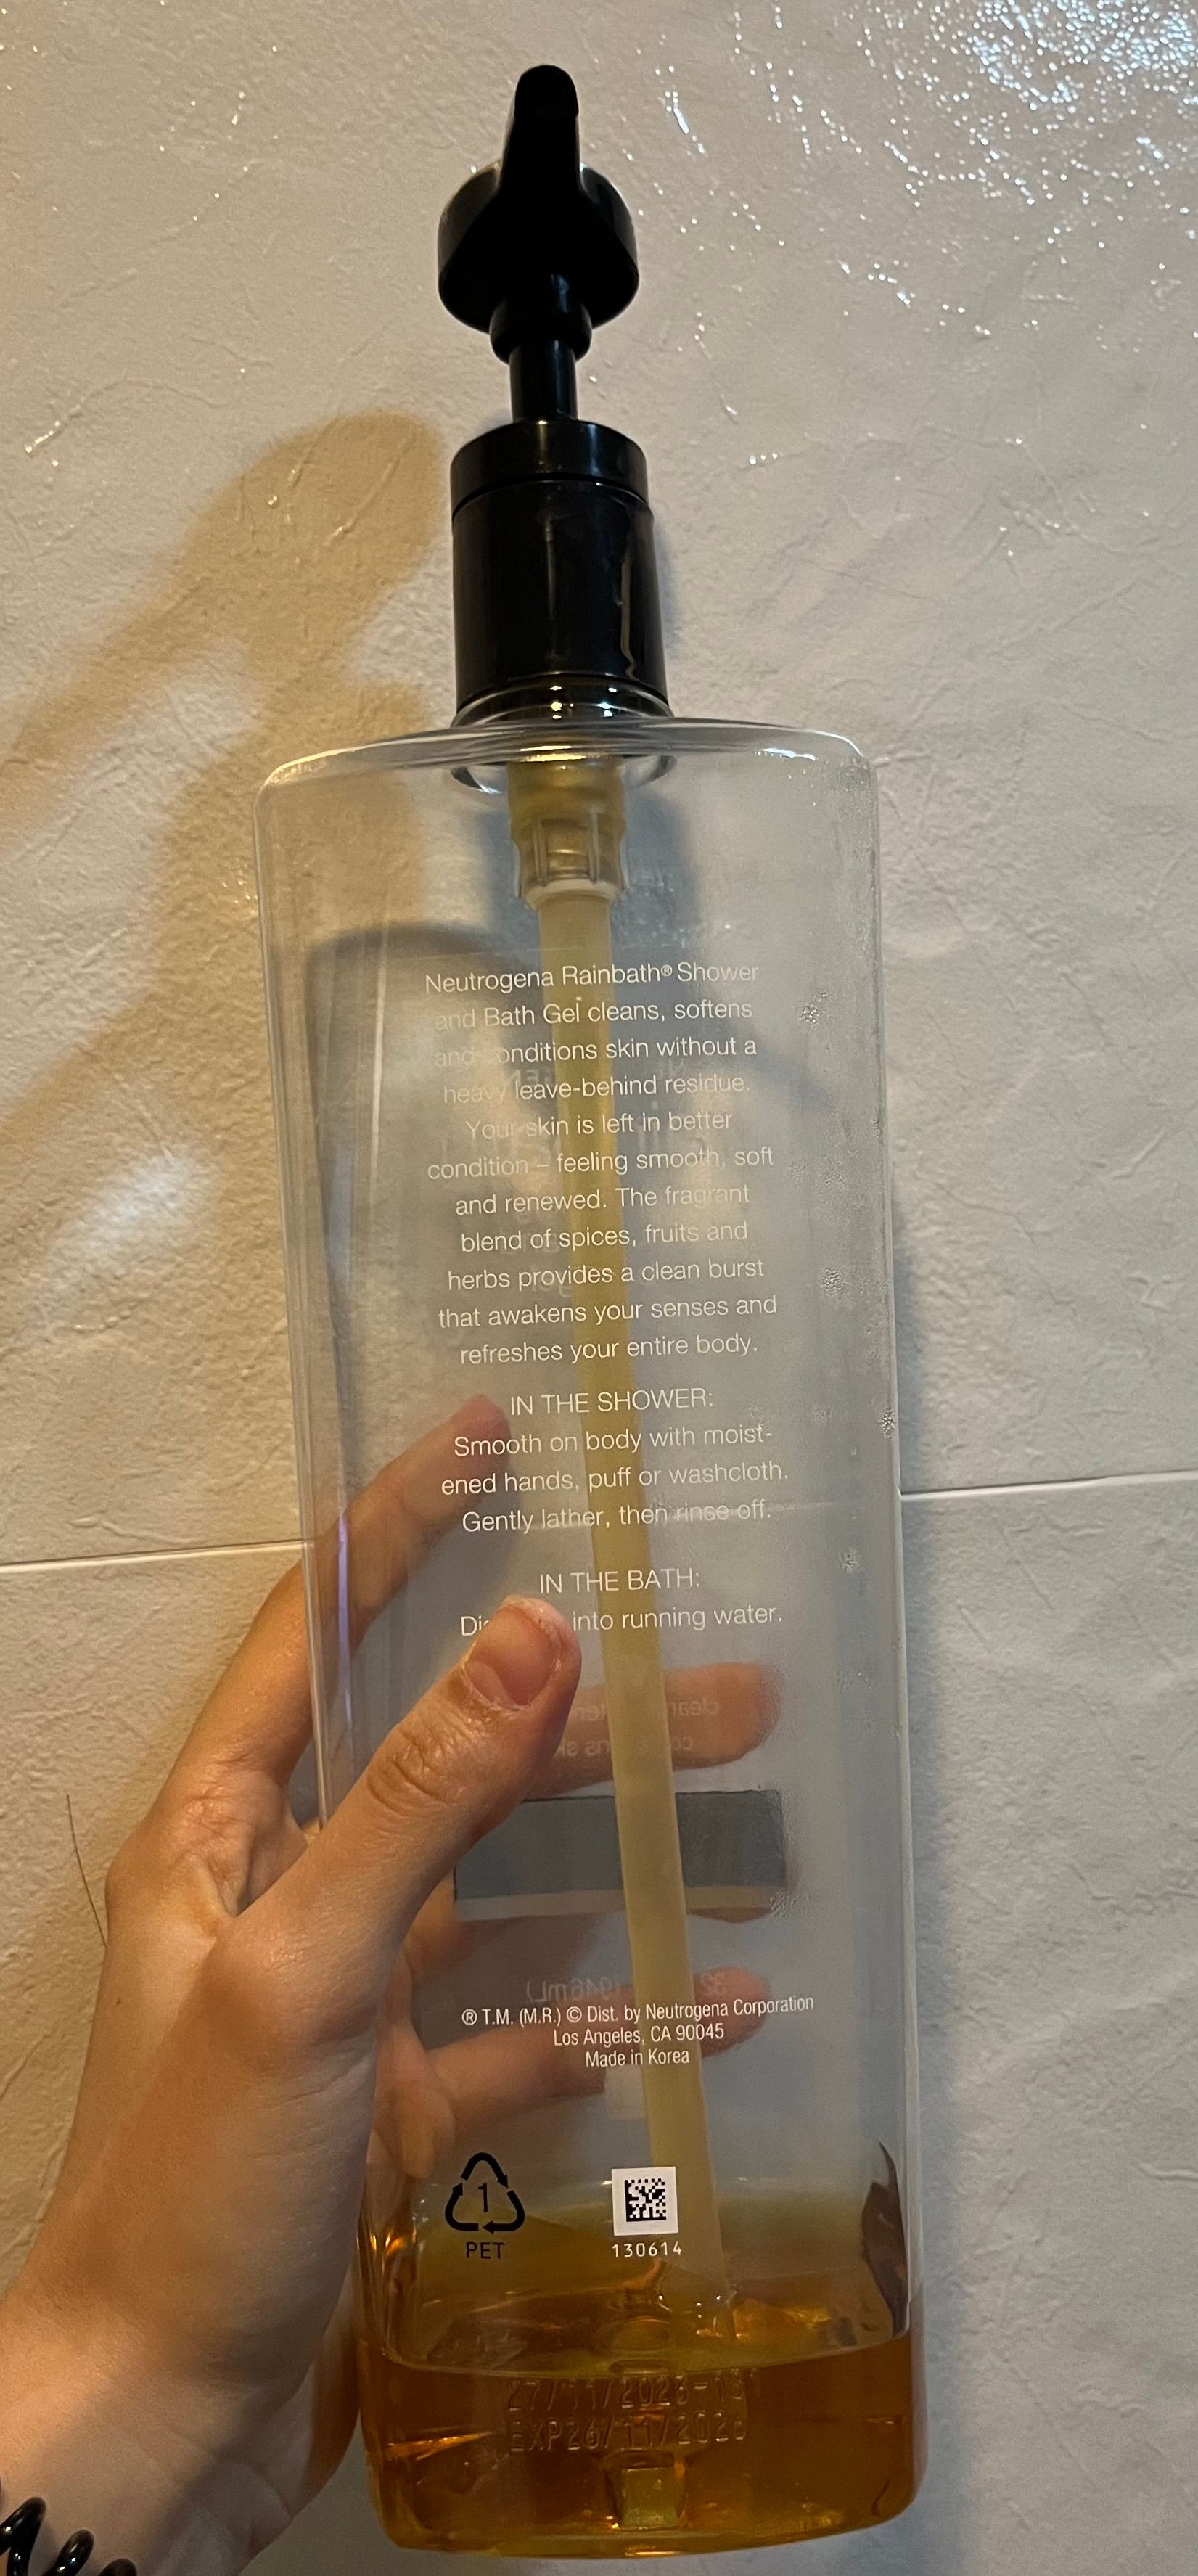 Neutrogena Rainbath® Shower
and Bath Gel cleans, softens
and conditions skin without a
heavy leave-behind residue.
Your skin is left in better
condition – feeling smooth, soft
and renewed. The fragrant
blend of spices, fruits and
herbs provides a clean burst
that awakens your senses and
refreshes your entire body.
IN THE SHOWER:
Smooth on body with moist-
ened hands, puff or washcloth.
Gently lather, then rinse off.
IN THE BATH:
into running water.
® T.M. (M.R.) © Dist. by Neutrogena Corporation
Los Angeles, CA 90045
Made in Korea
1
PET
130614
EXP26/11/2026